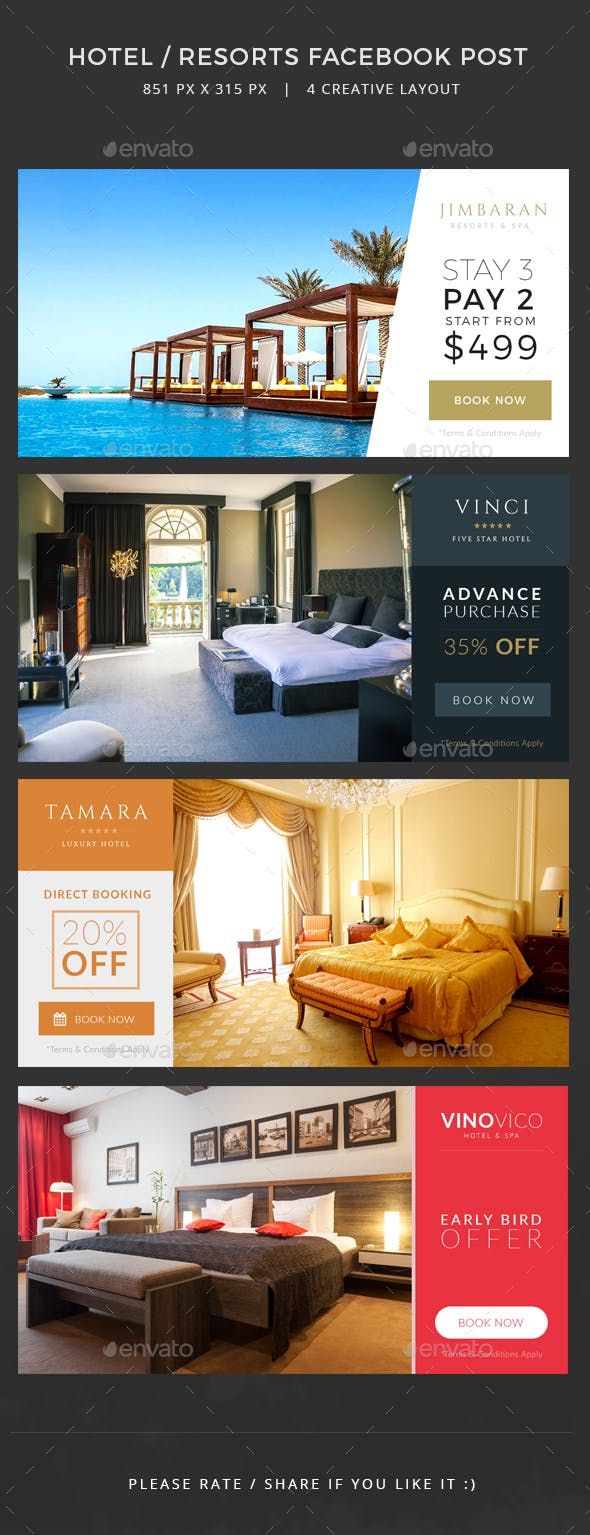 HOTEL / RESORTS FACEBOOK POST
851 PX X 315 PX | 4 CREATIVE LAYOUT
envato envato
JIMBARAN
RESORTS & SPA
STAY 3
PAY 2
START FROM
$499
BOOK NOW
*Terms & Conditions Apply
envato envato
VINCI
FIVE STAR HOTEL
ADVANCE
PURCHASE
35% OFF
BOOK NOW
*Terms & Conditions Apply
envato envato
TAMARA
LUXURY HOTEL
DIRECT BOOKING
20%
OFF
BOOK NOW
*Terms & Conditions Apply
envato envato
VINOVÌCO
HOTEL & SPA
EARLY BIRD
OFFER
BOOK NOW
*Terms & Conditions Apply
envato envato
PLEASE RATE / SHARE IF YOU LIKE IT :)